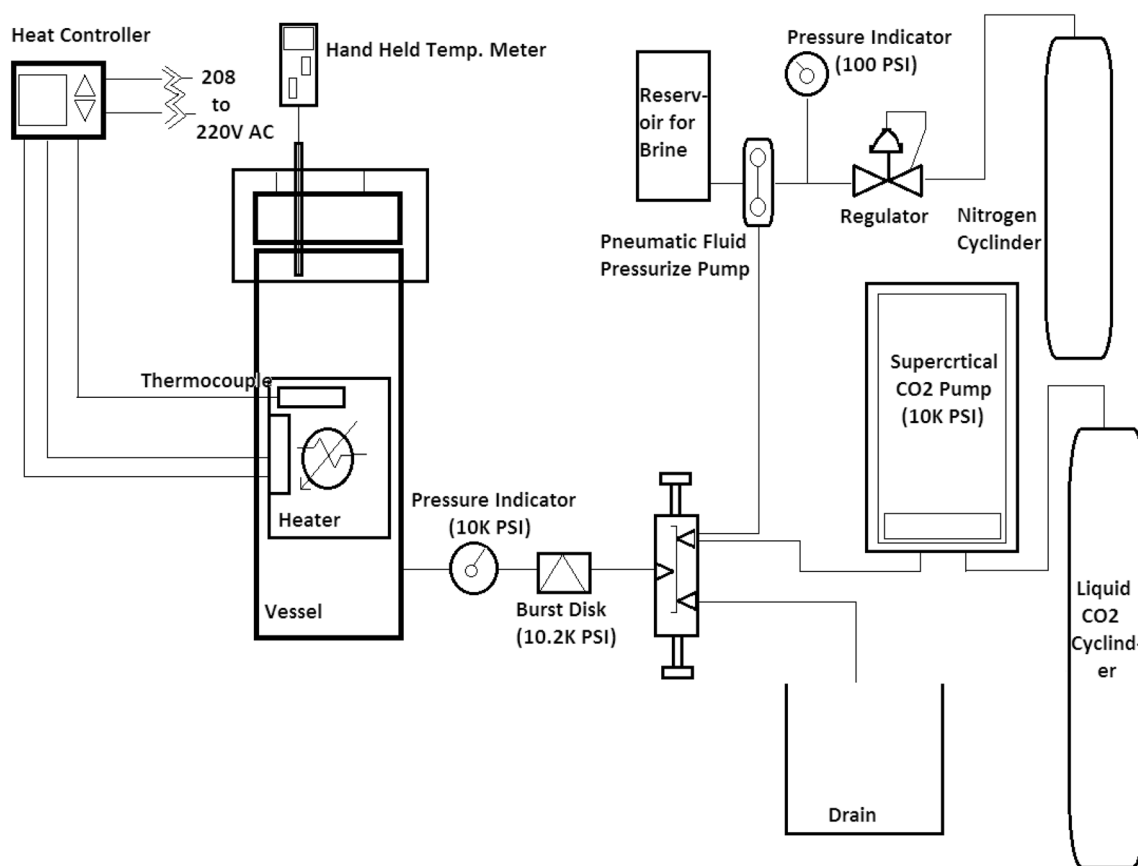 Heat Controller
208
to
220V AC
Hand Held Temp. Meter
Reserv-
oir for
Brine
Pressure Indicator
(100 PSI)
Regulator
Nitrogen
Cyclinder
Pneumatic Fluid
Pressurize Pump
Supercrtical
CO2 Pump
(10K PSI)
Thermocouple
Heater
Vessel
Pressure Indicator
(10K PSI)
Burst Disk
(10.2K PSI)
Liquid
CO2
Cyclind-
er
Drain